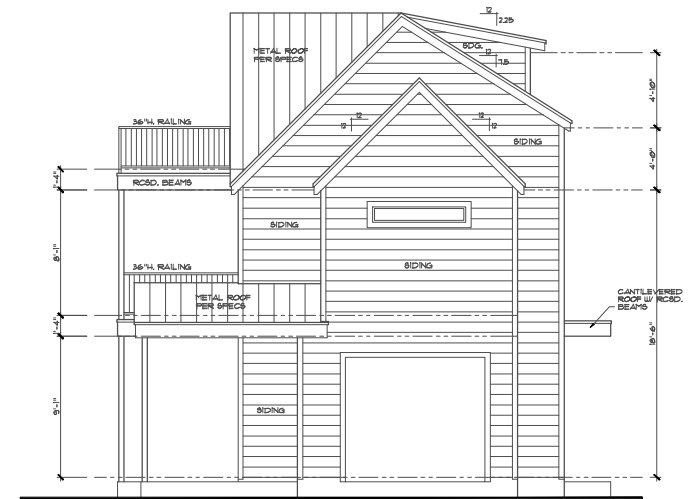 12
2.25
METAL ROOF
PER SPECS
SDG.
12
7.5
4'-10"
36"H. RAILING
12
12
12
12
SIDING
4'-0"
1'-4"
RCSD. BEAMS
SIDING
8'-1"
SIDING
36"H. RAILING
METAL ROOF
PER SPECS
CANTILEVERED
ROOF W/ RCSD.
BEAMS
1'-4"
18'-6"
9'-1"
SIDING